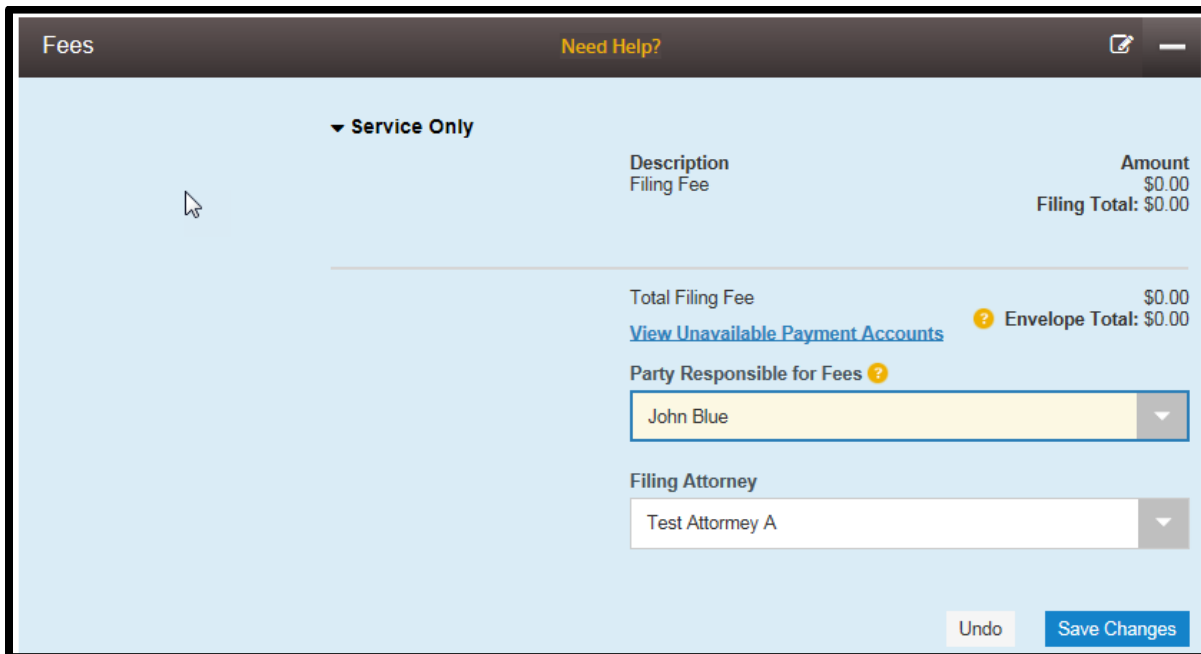 Fees Need Help?
Service Only
Description Amount
Filing Fee $0.00
Filing Total: $0.00
Total Filing Fee $0.00
? Envelope Total: $0.00
View Unavailable Payment Accounts
Party Responsible for Fees ?
John Blue
Filing Attorney
Test Attormey A
Undo Save Changes